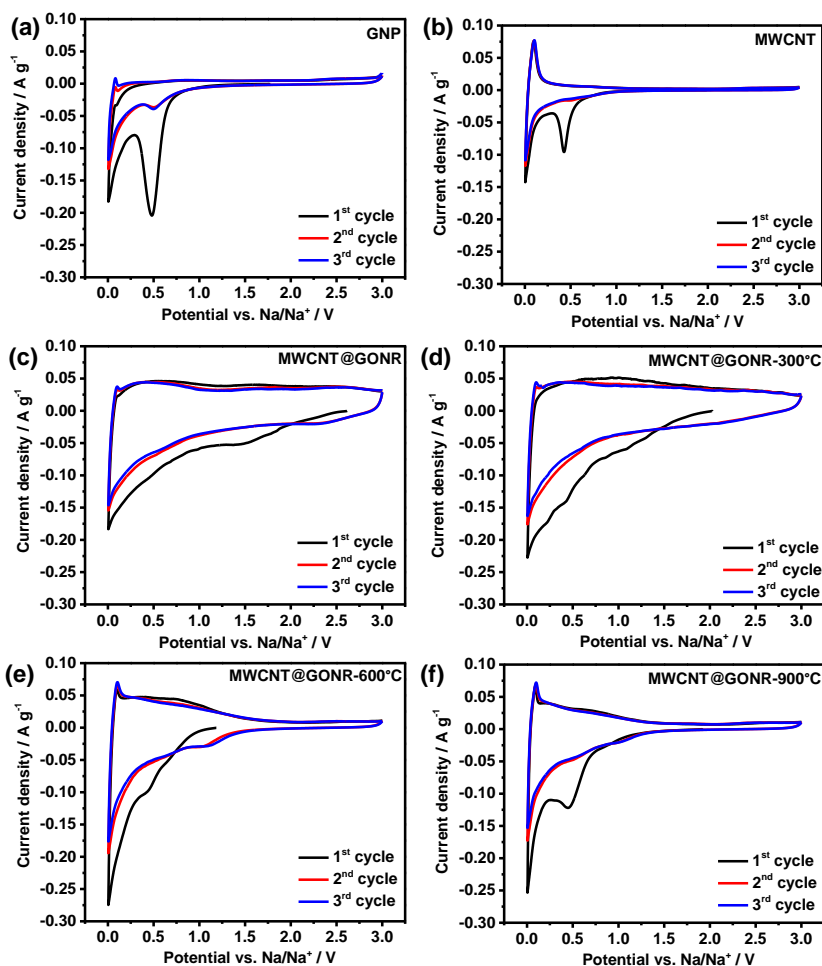 (a)
GNP
0.10
0.05
0.00
-0.05
-0.10
-0.15
-0.20
-0.25
-0.30
Current density / A g⁻¹
1ˢᵗ cycle
2ⁿᵈ cycle
3ʳᵈ cycle
0.0 0.5 1.0 1.5 2.0 2.5 3.0
Potential vs. Na/Na⁺ / V
(b)
MWCNT
0.10
0.05
0.00
-0.05
-0.10
-0.15
-0.20
-0.25
-0.30
Current density / A g⁻¹
1ˢᵗ cycle
2ⁿᵈ cycle
3ʳᵈ cycle
0.0 0.5 1.0 1.5 2.0 2.5 3.0
Potential vs. Na/Na⁺ / V
(c)
MWCNT@GONR
0.10
0.05
0.00
-0.05
-0.10
-0.15
-0.20
-0.25
-0.30
Current density / A g⁻¹
1ˢᵗ cycle
2ⁿᵈ cycle
3ʳᵈ cycle
0.0 0.5 1.0 1.5 2.0 2.5 3.0
Potential vs. Na/Na⁺ / V
(d)
MWCNT@GONR-300°C
0.10
0.05
0.00
-0.05
-0.10
-0.15
-0.20
-0.25
-0.30
Current density / A g⁻¹
1ˢᵗ cycle
2ⁿᵈ cycle
3ʳᵈ cycle
0.0 0.5 1.0 1.5 2.0 2.5 3.0
Potential vs. Na/Na⁺ / V
(e)
MWCNT@GONR-600°C
0.10
0.05
0.00
-0.05
-0.10
-0.15
-0.20
-0.25
-0.30
Current density / A g⁻¹
1ˢᵗ cycle
2ⁿᵈ cycle
3ʳᵈ cycle
0.0 0.5 1.0 1.5 2.0 2.5 3.0
Potential vs. Na/Na⁺ / V
(f)
MWCNT@GONR-900°C
0.10
0.05
0.00
-0.05
-0.10
-0.15
-0.20
-0.25
-0.30
Current density / A g⁻¹
1ˢᵗ cycle
2ⁿᵈ cycle
3ʳᵈ cycle
0.0 0.5 1.0 1.5 2.0 2.5 3.0
Potential vs. Na/Na⁺ / V